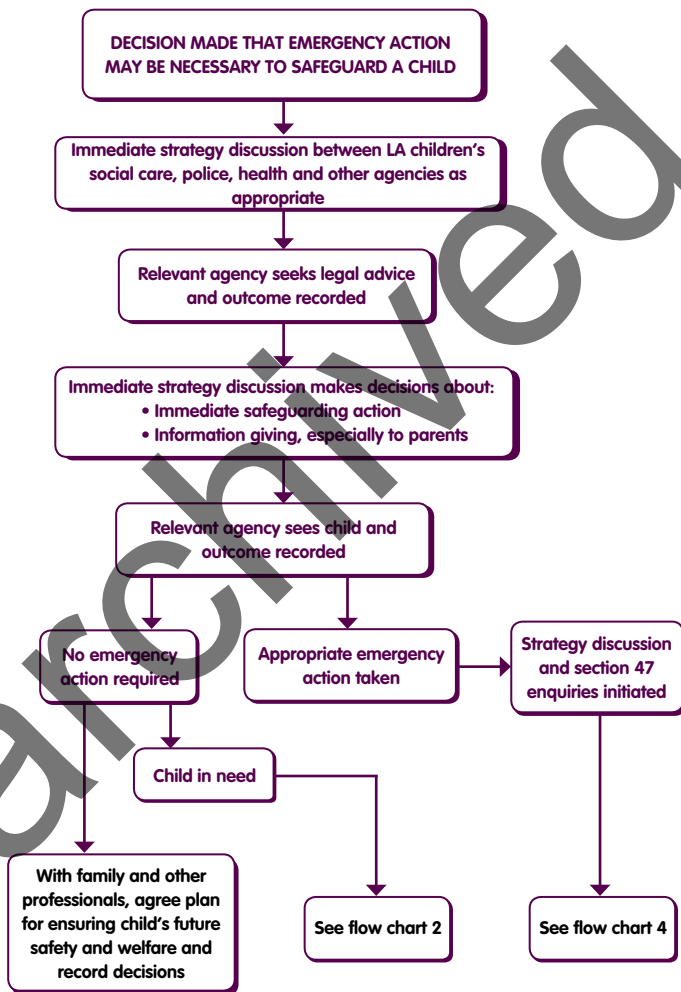 DECISION MADE THAT EMERGENCY ACTION
MAY BE NECESSARY TO SAFEGUARD A CHILD
Immediate strategy discussion between LA children's
social care, police, health and other agencies as
appropriate
Relevant agency seeks legal advice
and outcome recorded
Immediate strategy discussion makes decisions about:
• Immediate safeguarding action
• Information giving, especially to parents
Relevant agency sees child and
outcome recorded
No emergency
action required
Appropriate emergency
action taken
Strategy discussion
and section 47
enquiries initiated
Child in need
With family and other
professionals, agree plan
for ensuring child's future
safety and welfare and
record decisions
See flow chart 2
See flow chart 4
archived